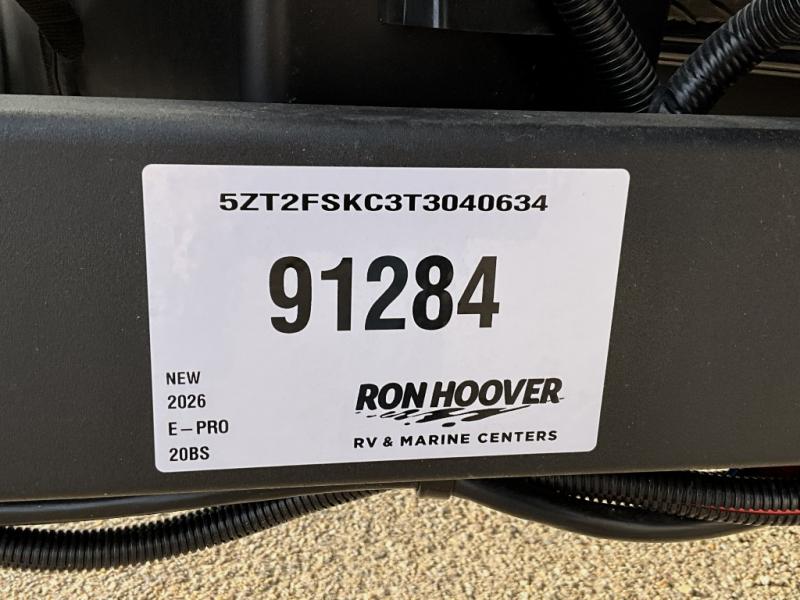 5ZT2FSKC3T3040634
91284
NEW
2026
E-PRO
20BS
RON HOOVER
RV & MARINE CENTERS